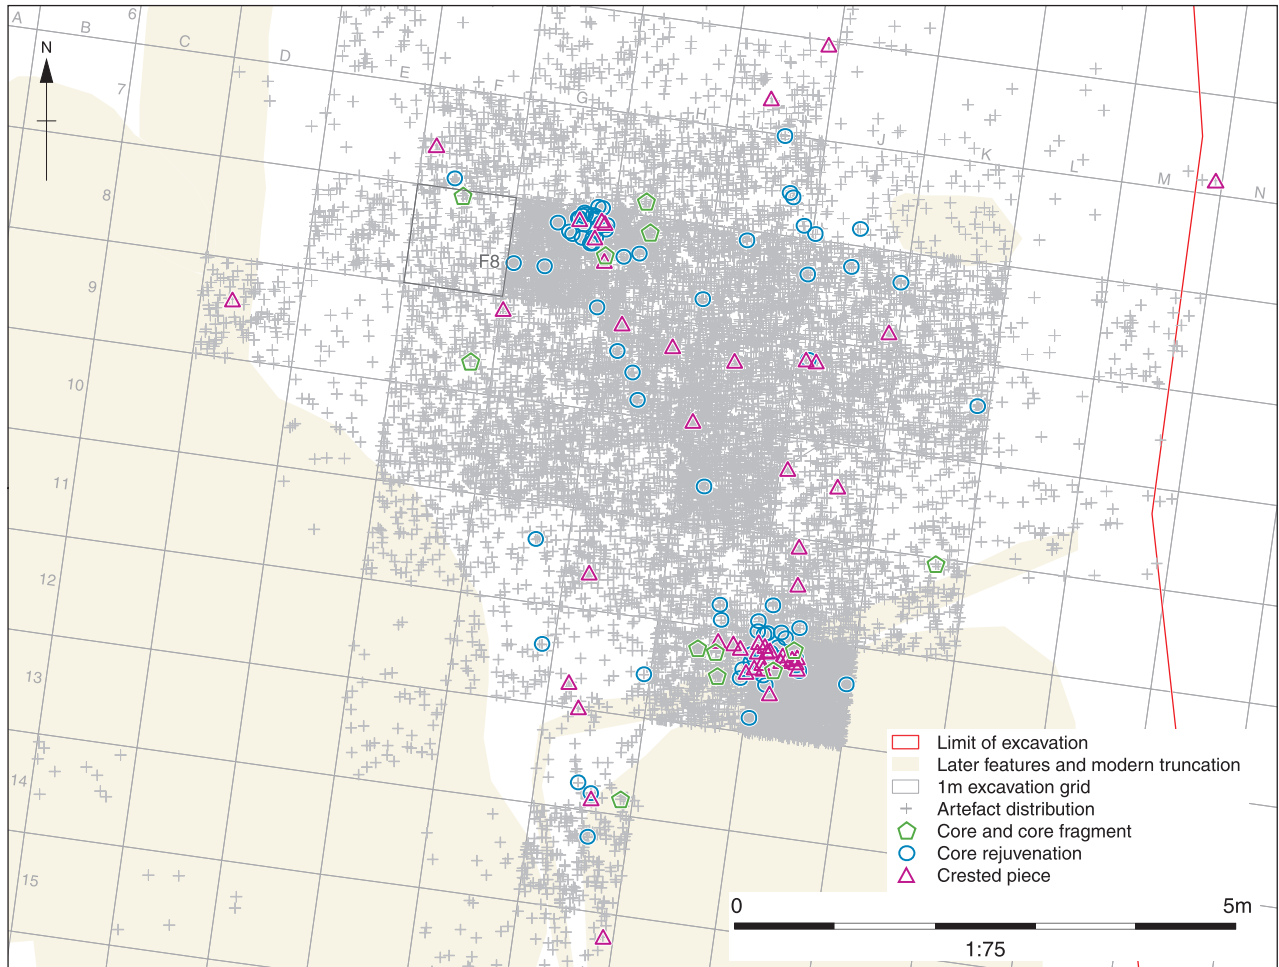 A
B
C
D
E
F
G
J
K
L
M
N
6
7
8
9
10
11
12
13
14
15
N
F8
Limit of excavation
Later features and modern truncation
1m excavation grid
Artefact distribution
Core and core fragment
Core rejuvenation
Crested piece
0 5m
1:75